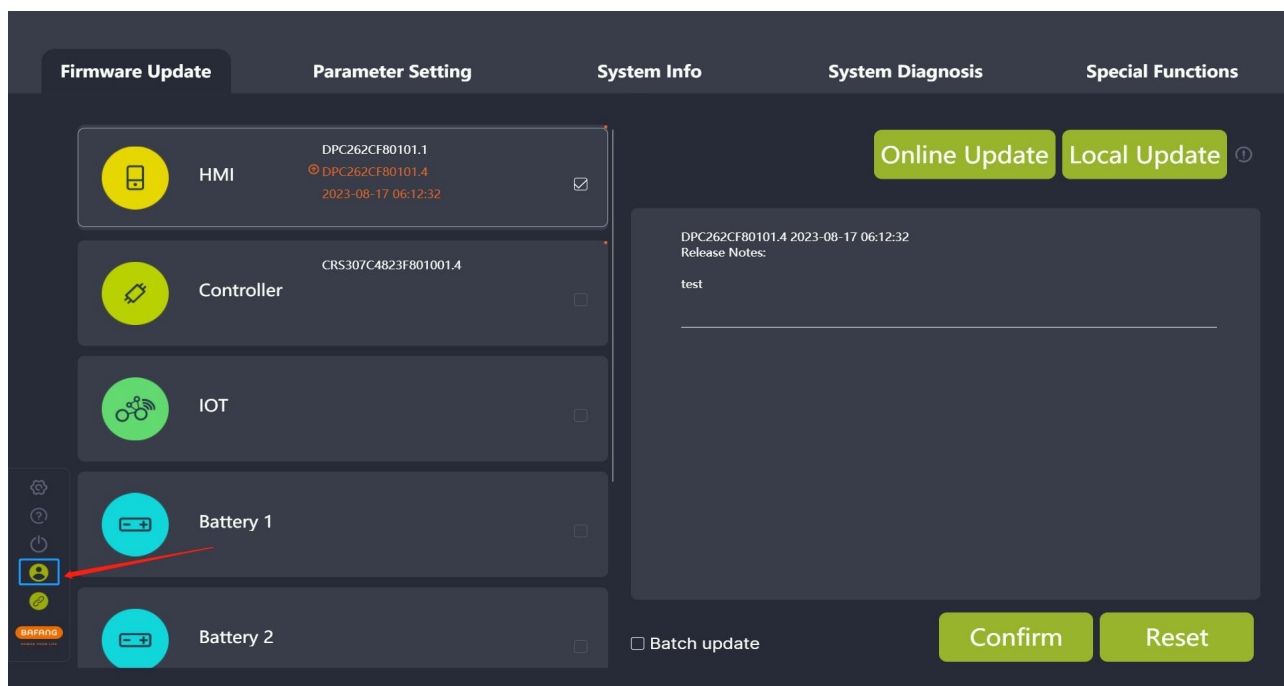 Firmware Update
Parameter Setting
System Info
System Diagnosis
Special Functions
HMI
DPC262CF80101.1
DPC262CF80101.4
2023-08-17 06:12:32
Controller
CRS307C4823F801001.4
IOT
Battery 1
Battery 2
BAFANG
Online Update
Local Update
DPC262CF80101.4 2023-08-17 06:12:32
Release Notes:
test
Batch update
Confirm
Reset